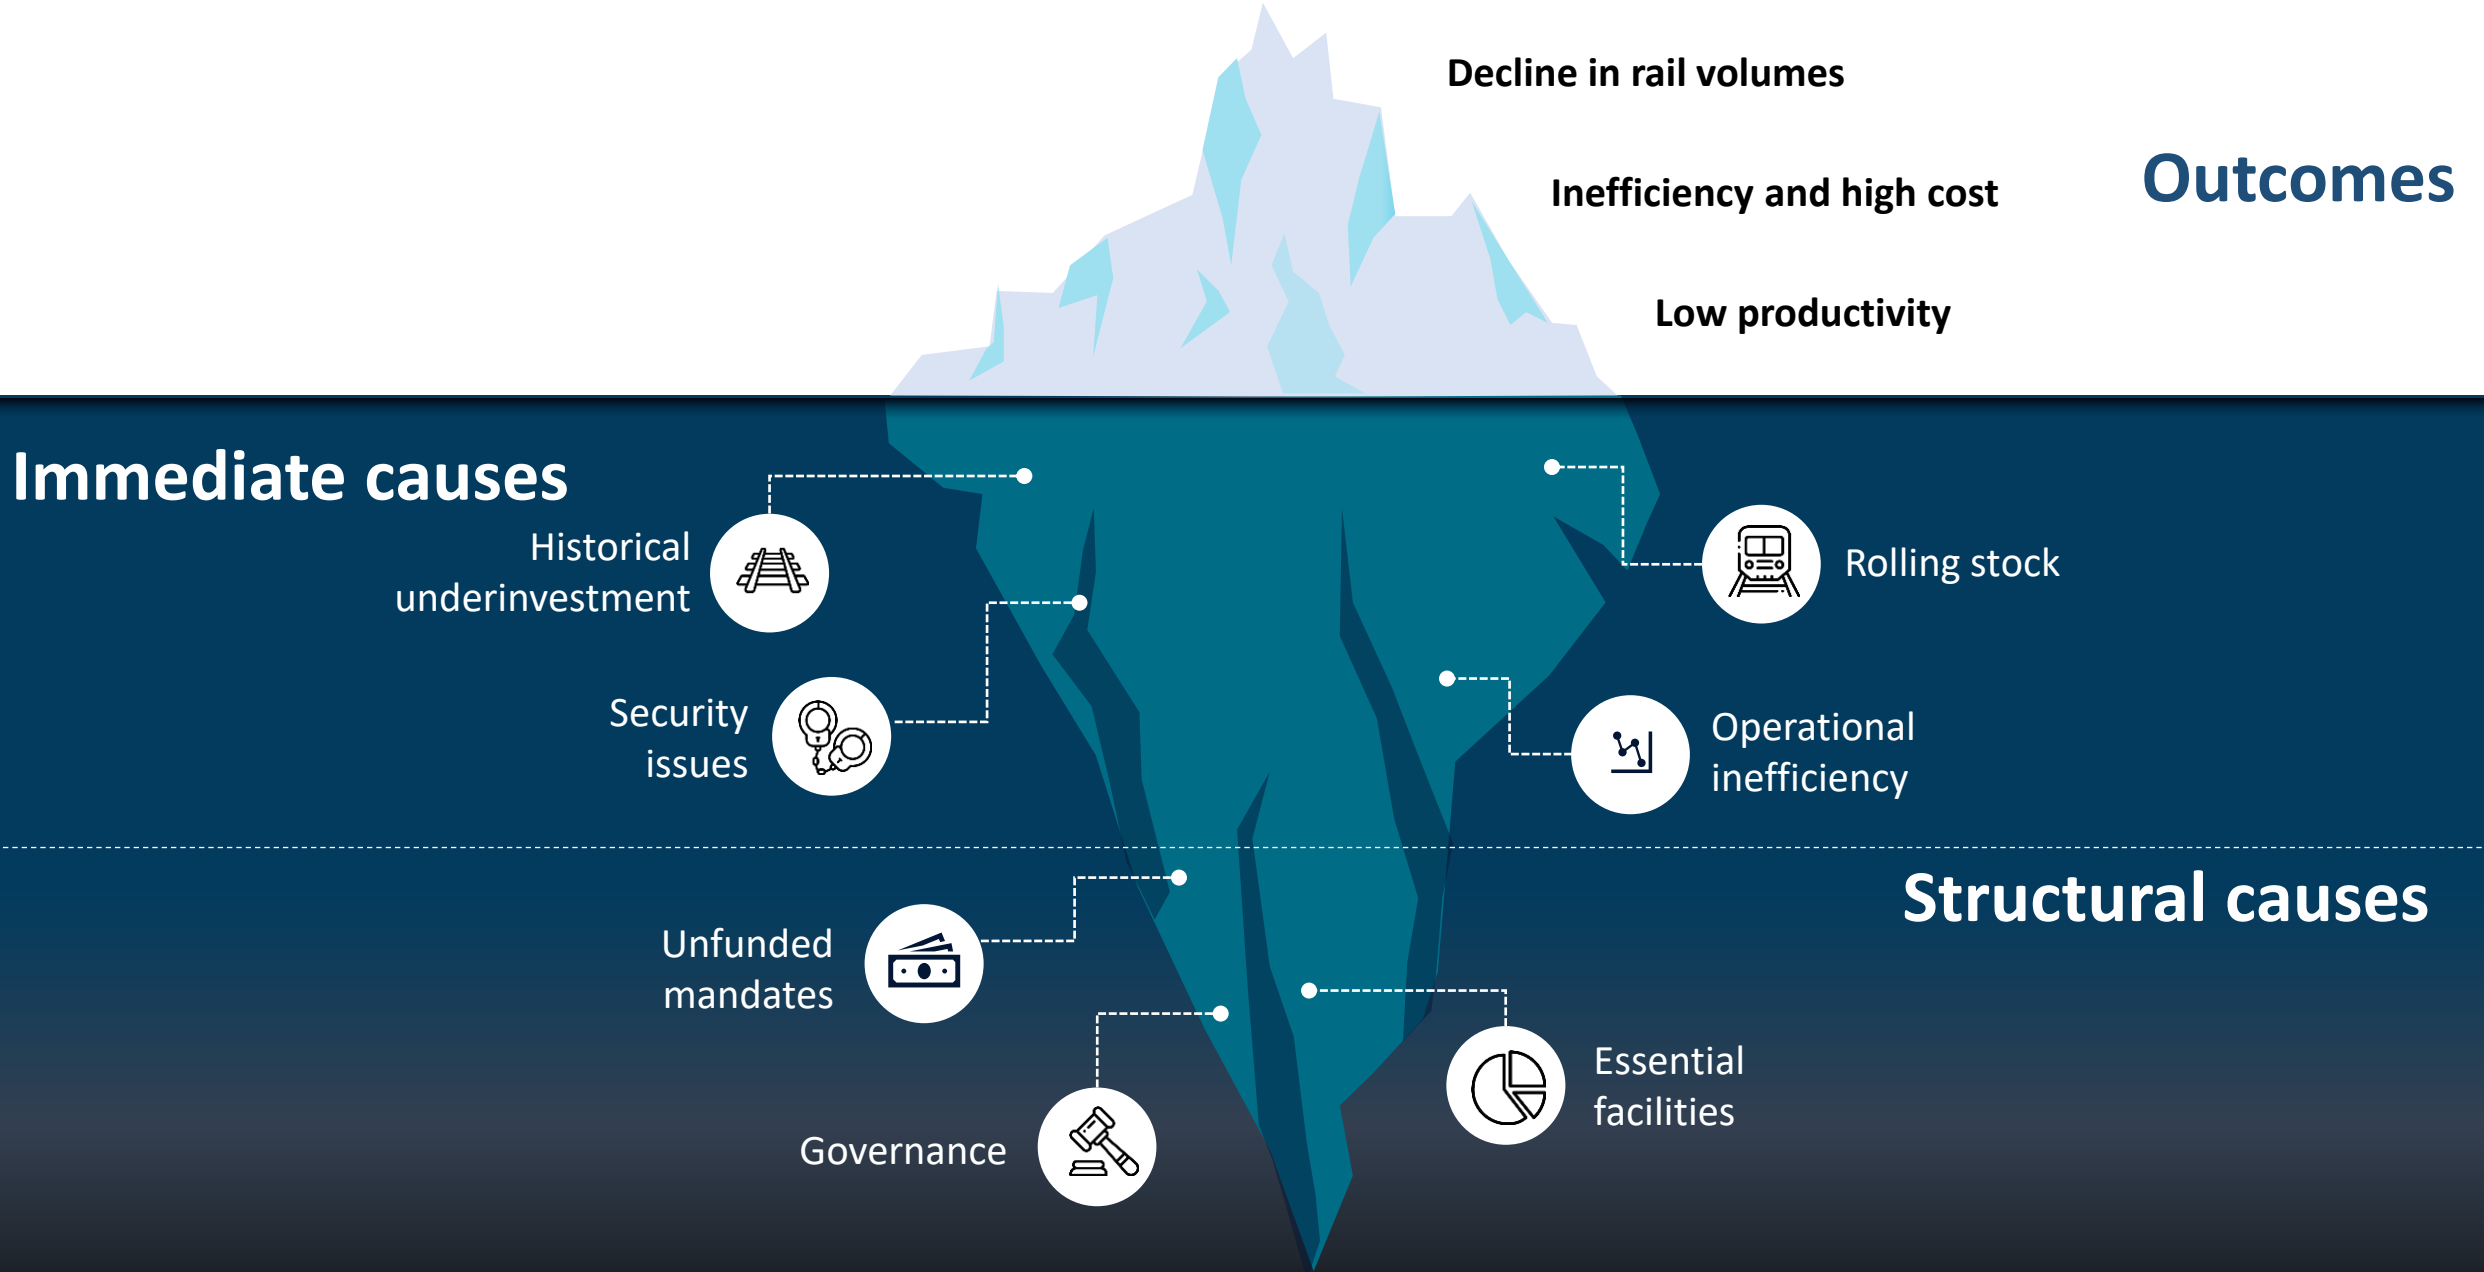 Decline in rail volumes
Inefficiency and high cost
Outcomes
Low productivity
Immediate causes
Historical
underinvestment
Rolling stock
Security
issues
Operational
inefficiency
Structural causes
Unfunded
mandates
Essential
facilities
Governance